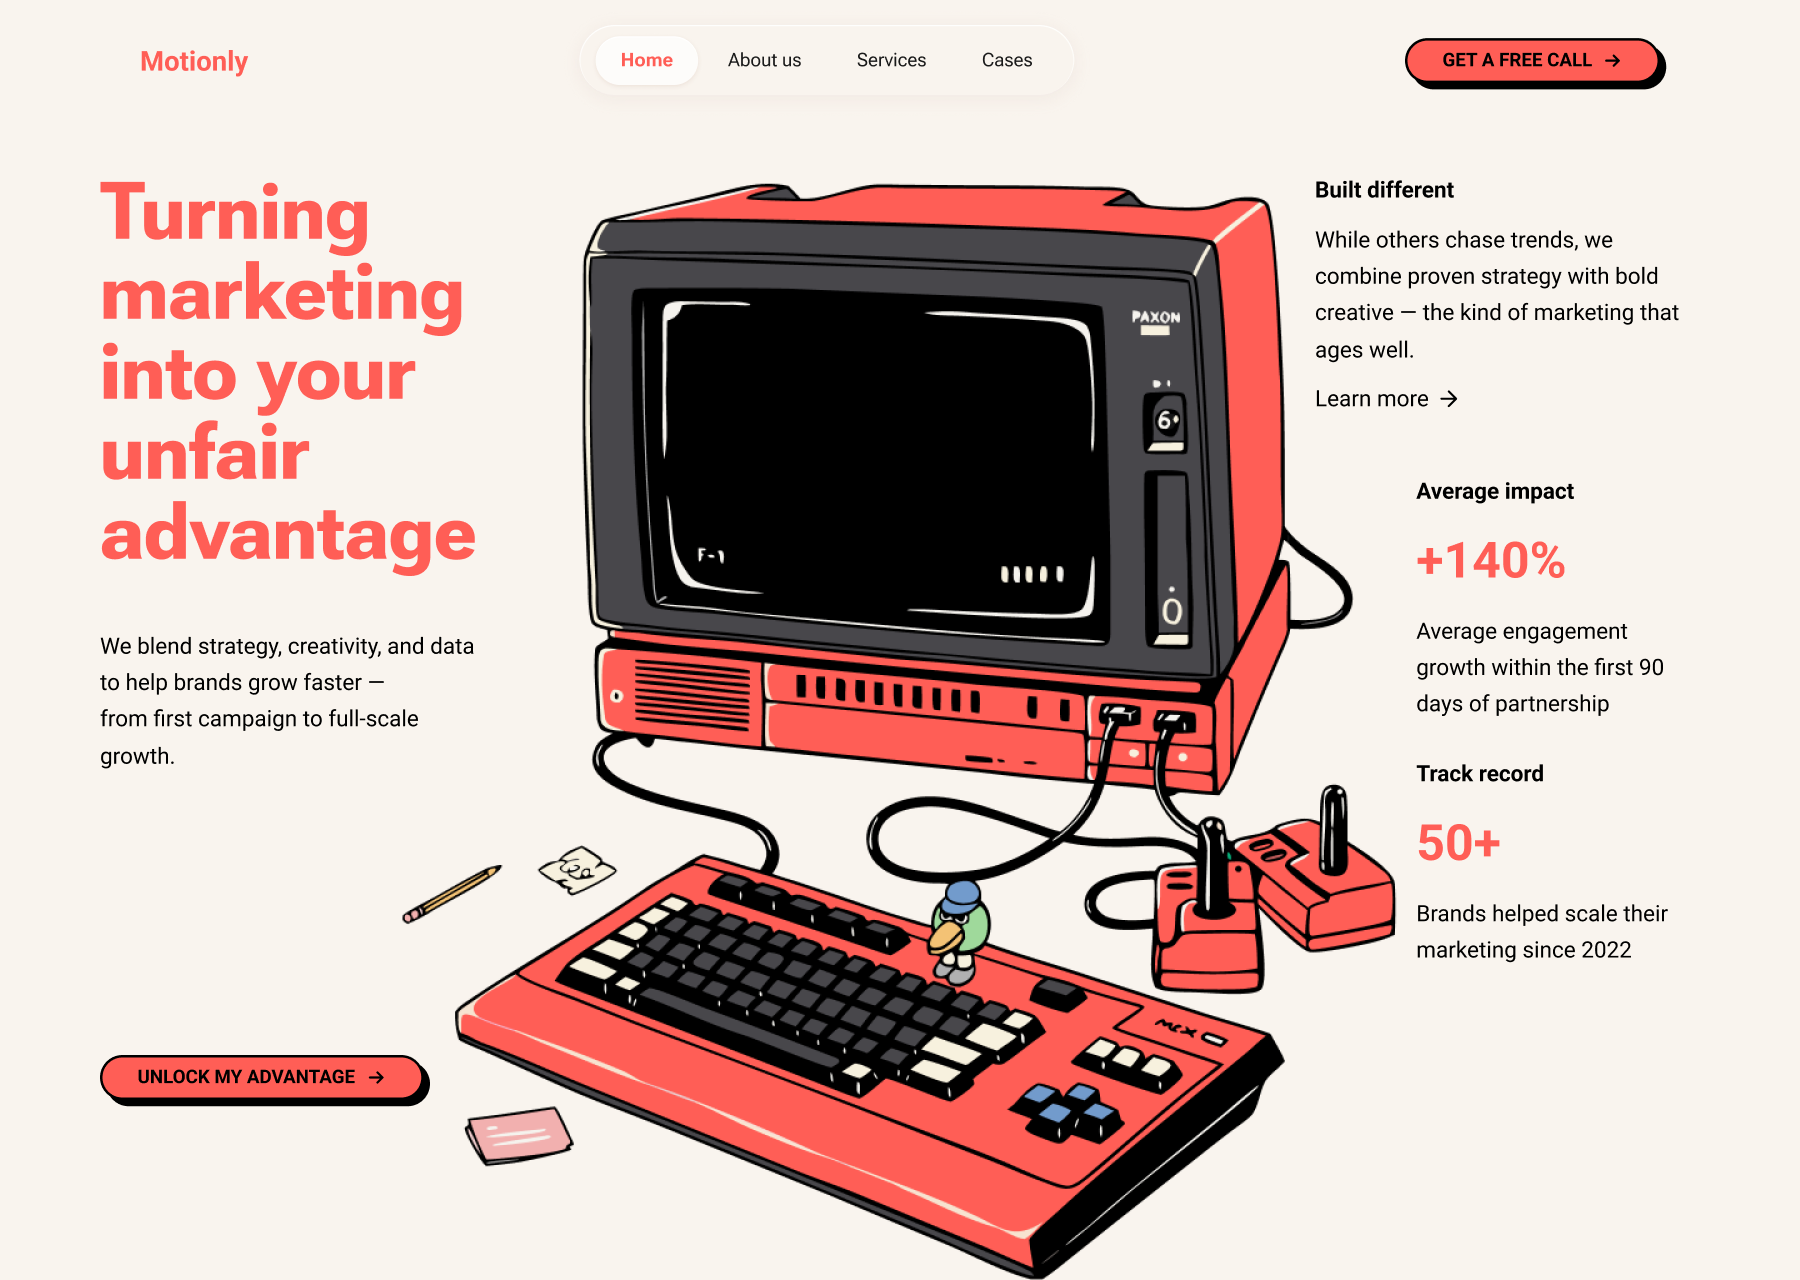 Motionly
Home
About us
Services
Cases
GET A FREE CALL
Turning
marketing
into your
unfair
advantage
We blend strategy, creativity, and data
to help brands grow faster —
from first campaign to full-scale
growth.
UNLOCK MY ADVANTAGE
PAXON
6
F-1
0
Built different
While others chase trends, we
combine proven strategy with bold
creative — the kind of marketing that
ages well.
Learn more
Average impact
+140%
Average engagement
growth within the first 90
days of partnership
Track record
50+
Brands helped scale their
marketing since 2022